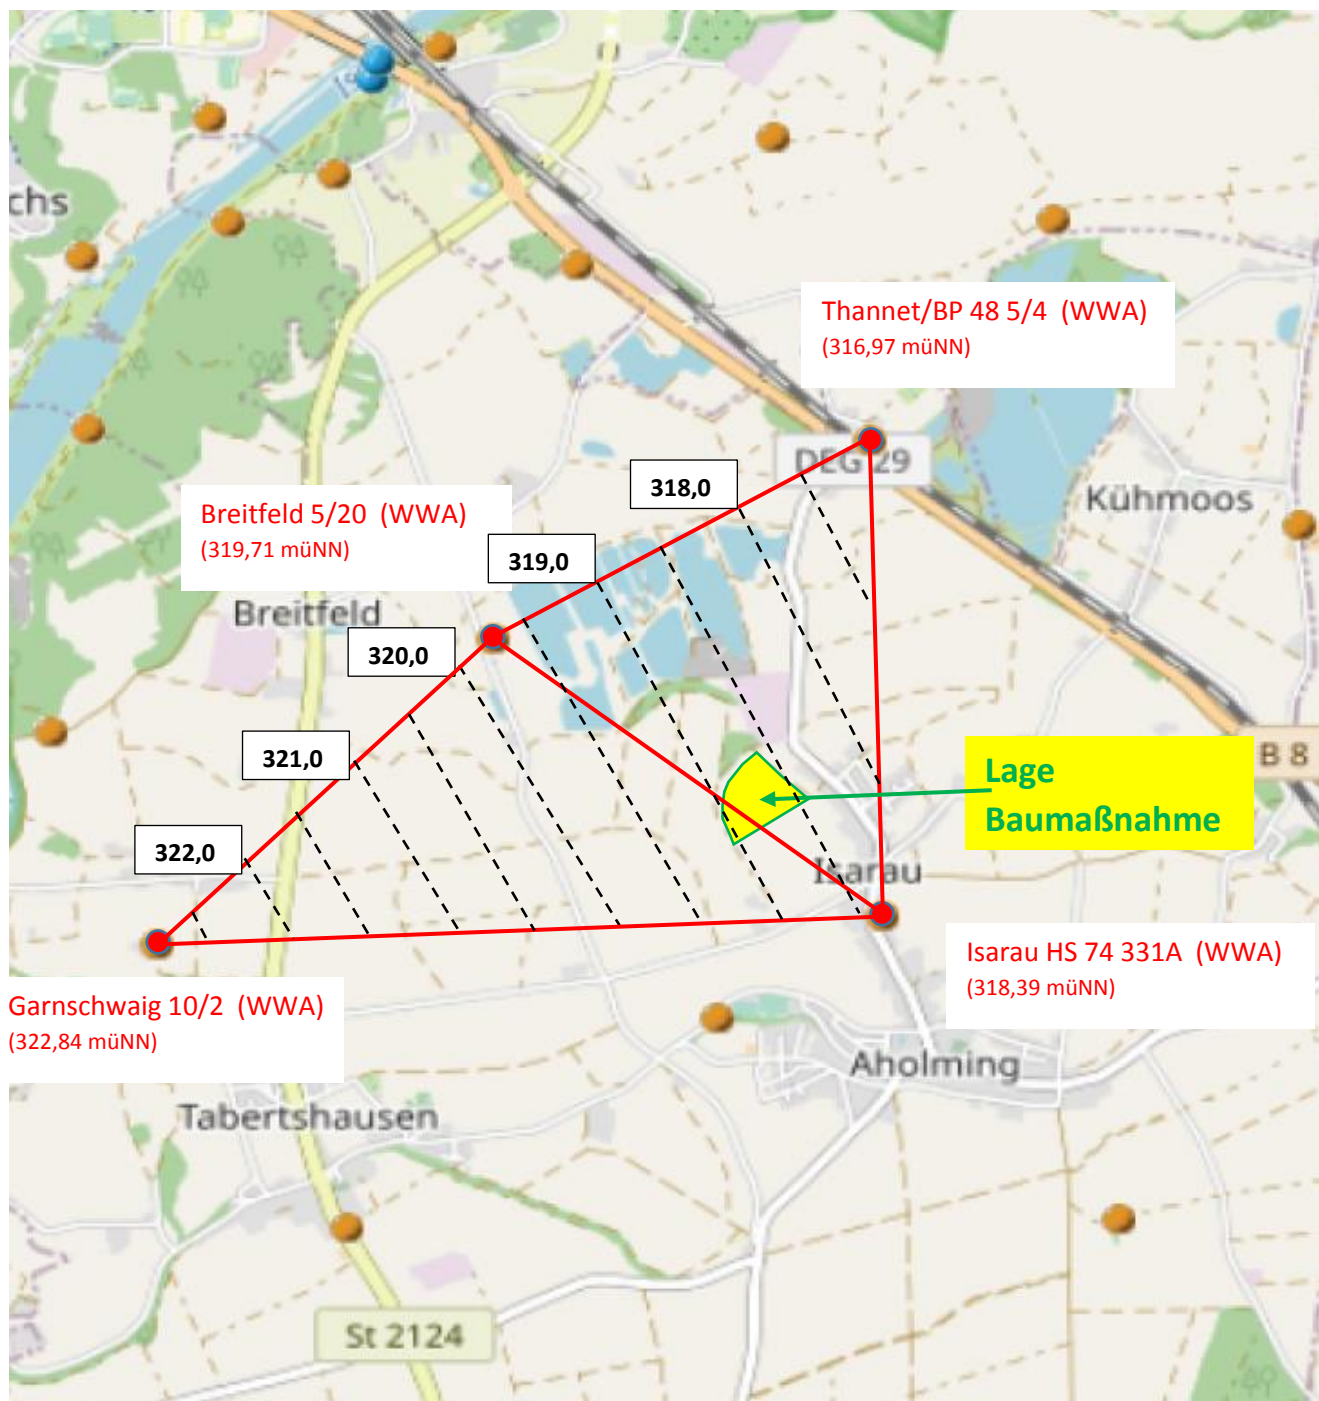 chs
Thannet/BP 48 5/4 (WWA)
(316,97 müNN)
DEG 29
318,0
Kühmoos
Breitfeld 5/20 (WWA)
(319,71 müNN)
319,0
Breitfeld
320,0
321,0
B 8
Lage
Baumaßnahme
322,0
Isarau
Isarau HS 74 331A (WWA)
(318,39 müNN)
Garnschwaig 10/2 (WWA)
(322,84 müNN)
Aholming
Tabertshausen
St 2124